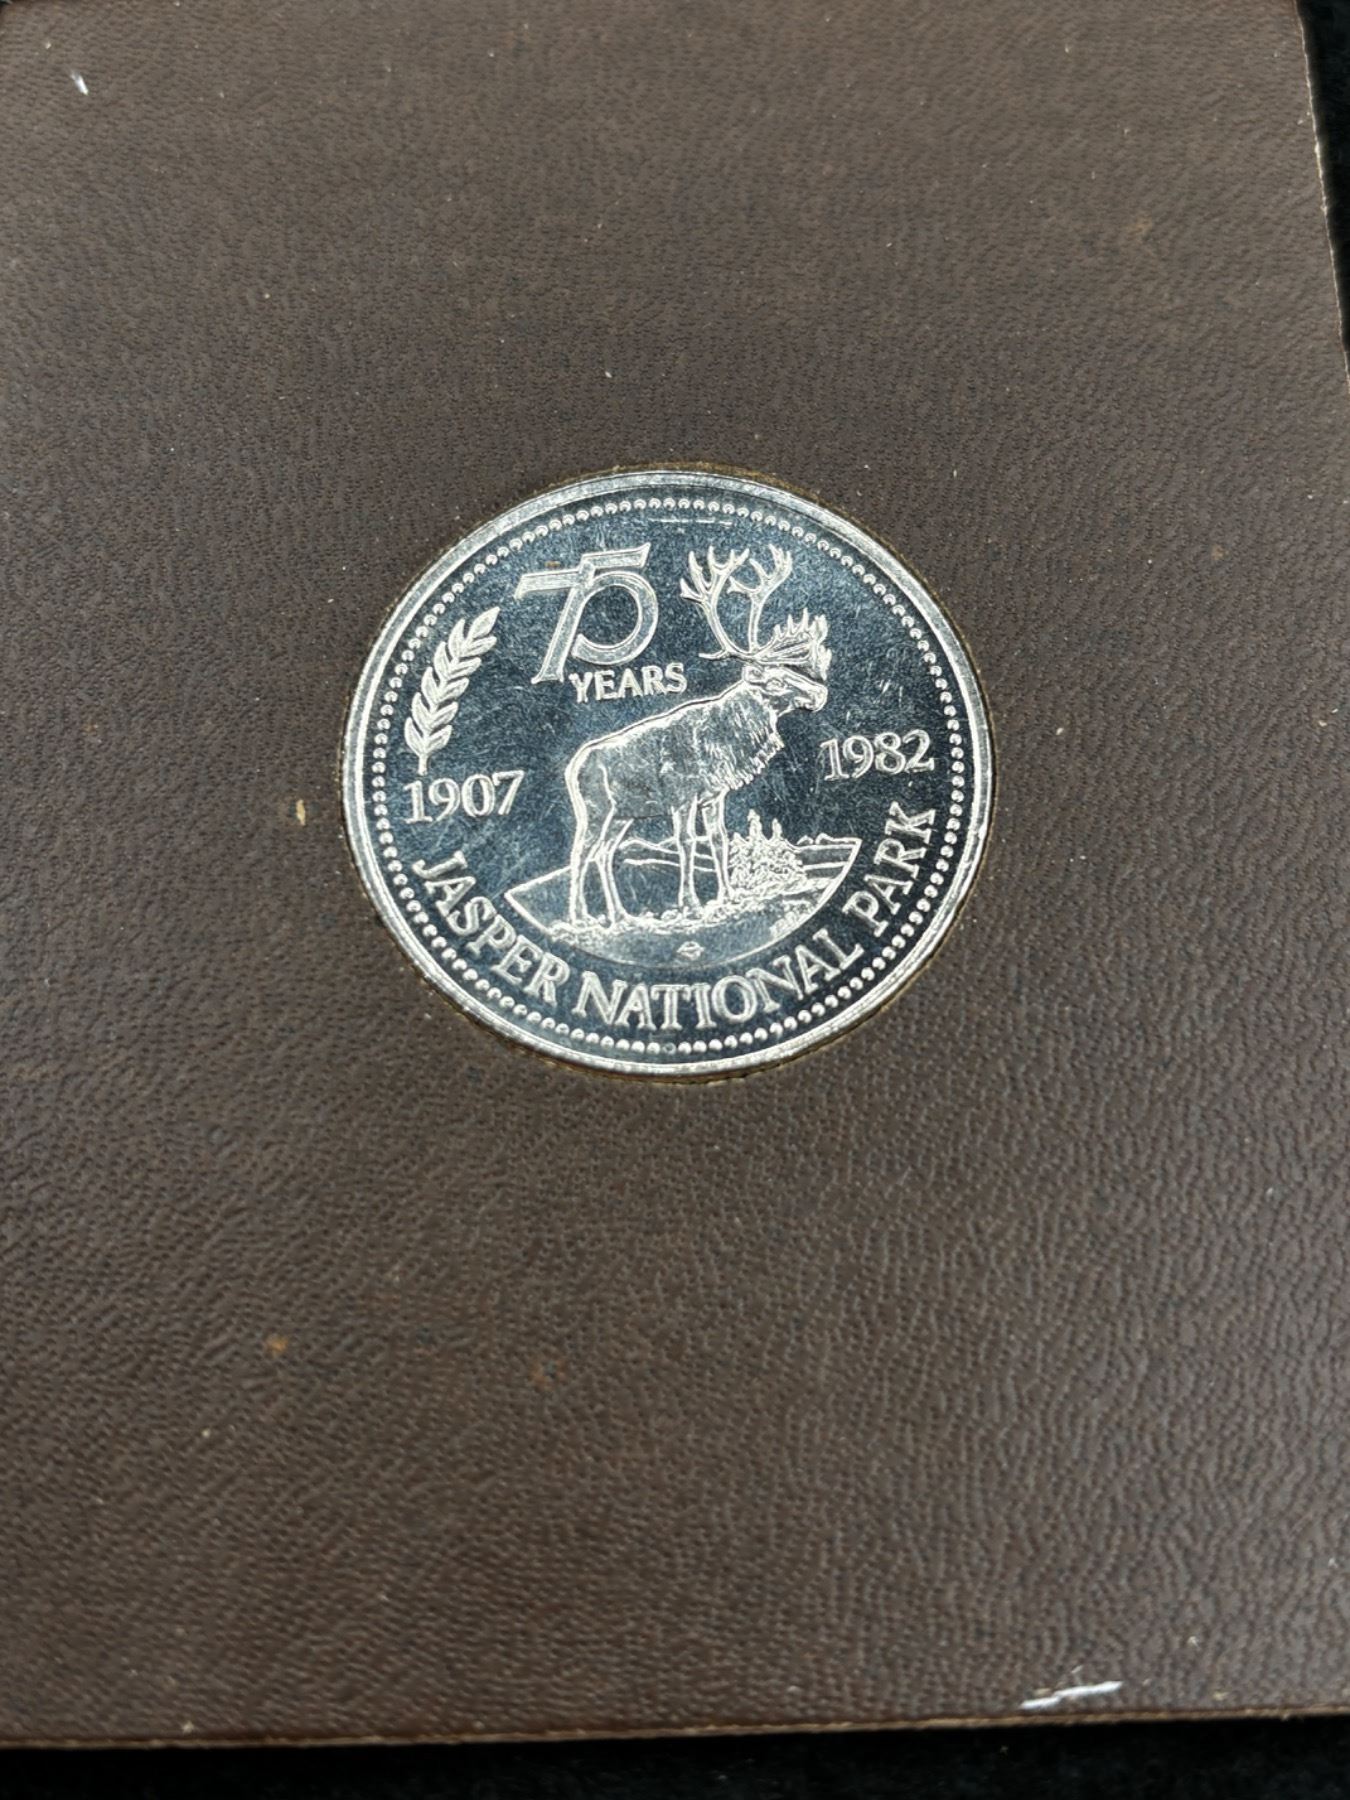 75
YEARS
1907
1982
JASPER NATIONAL PARK